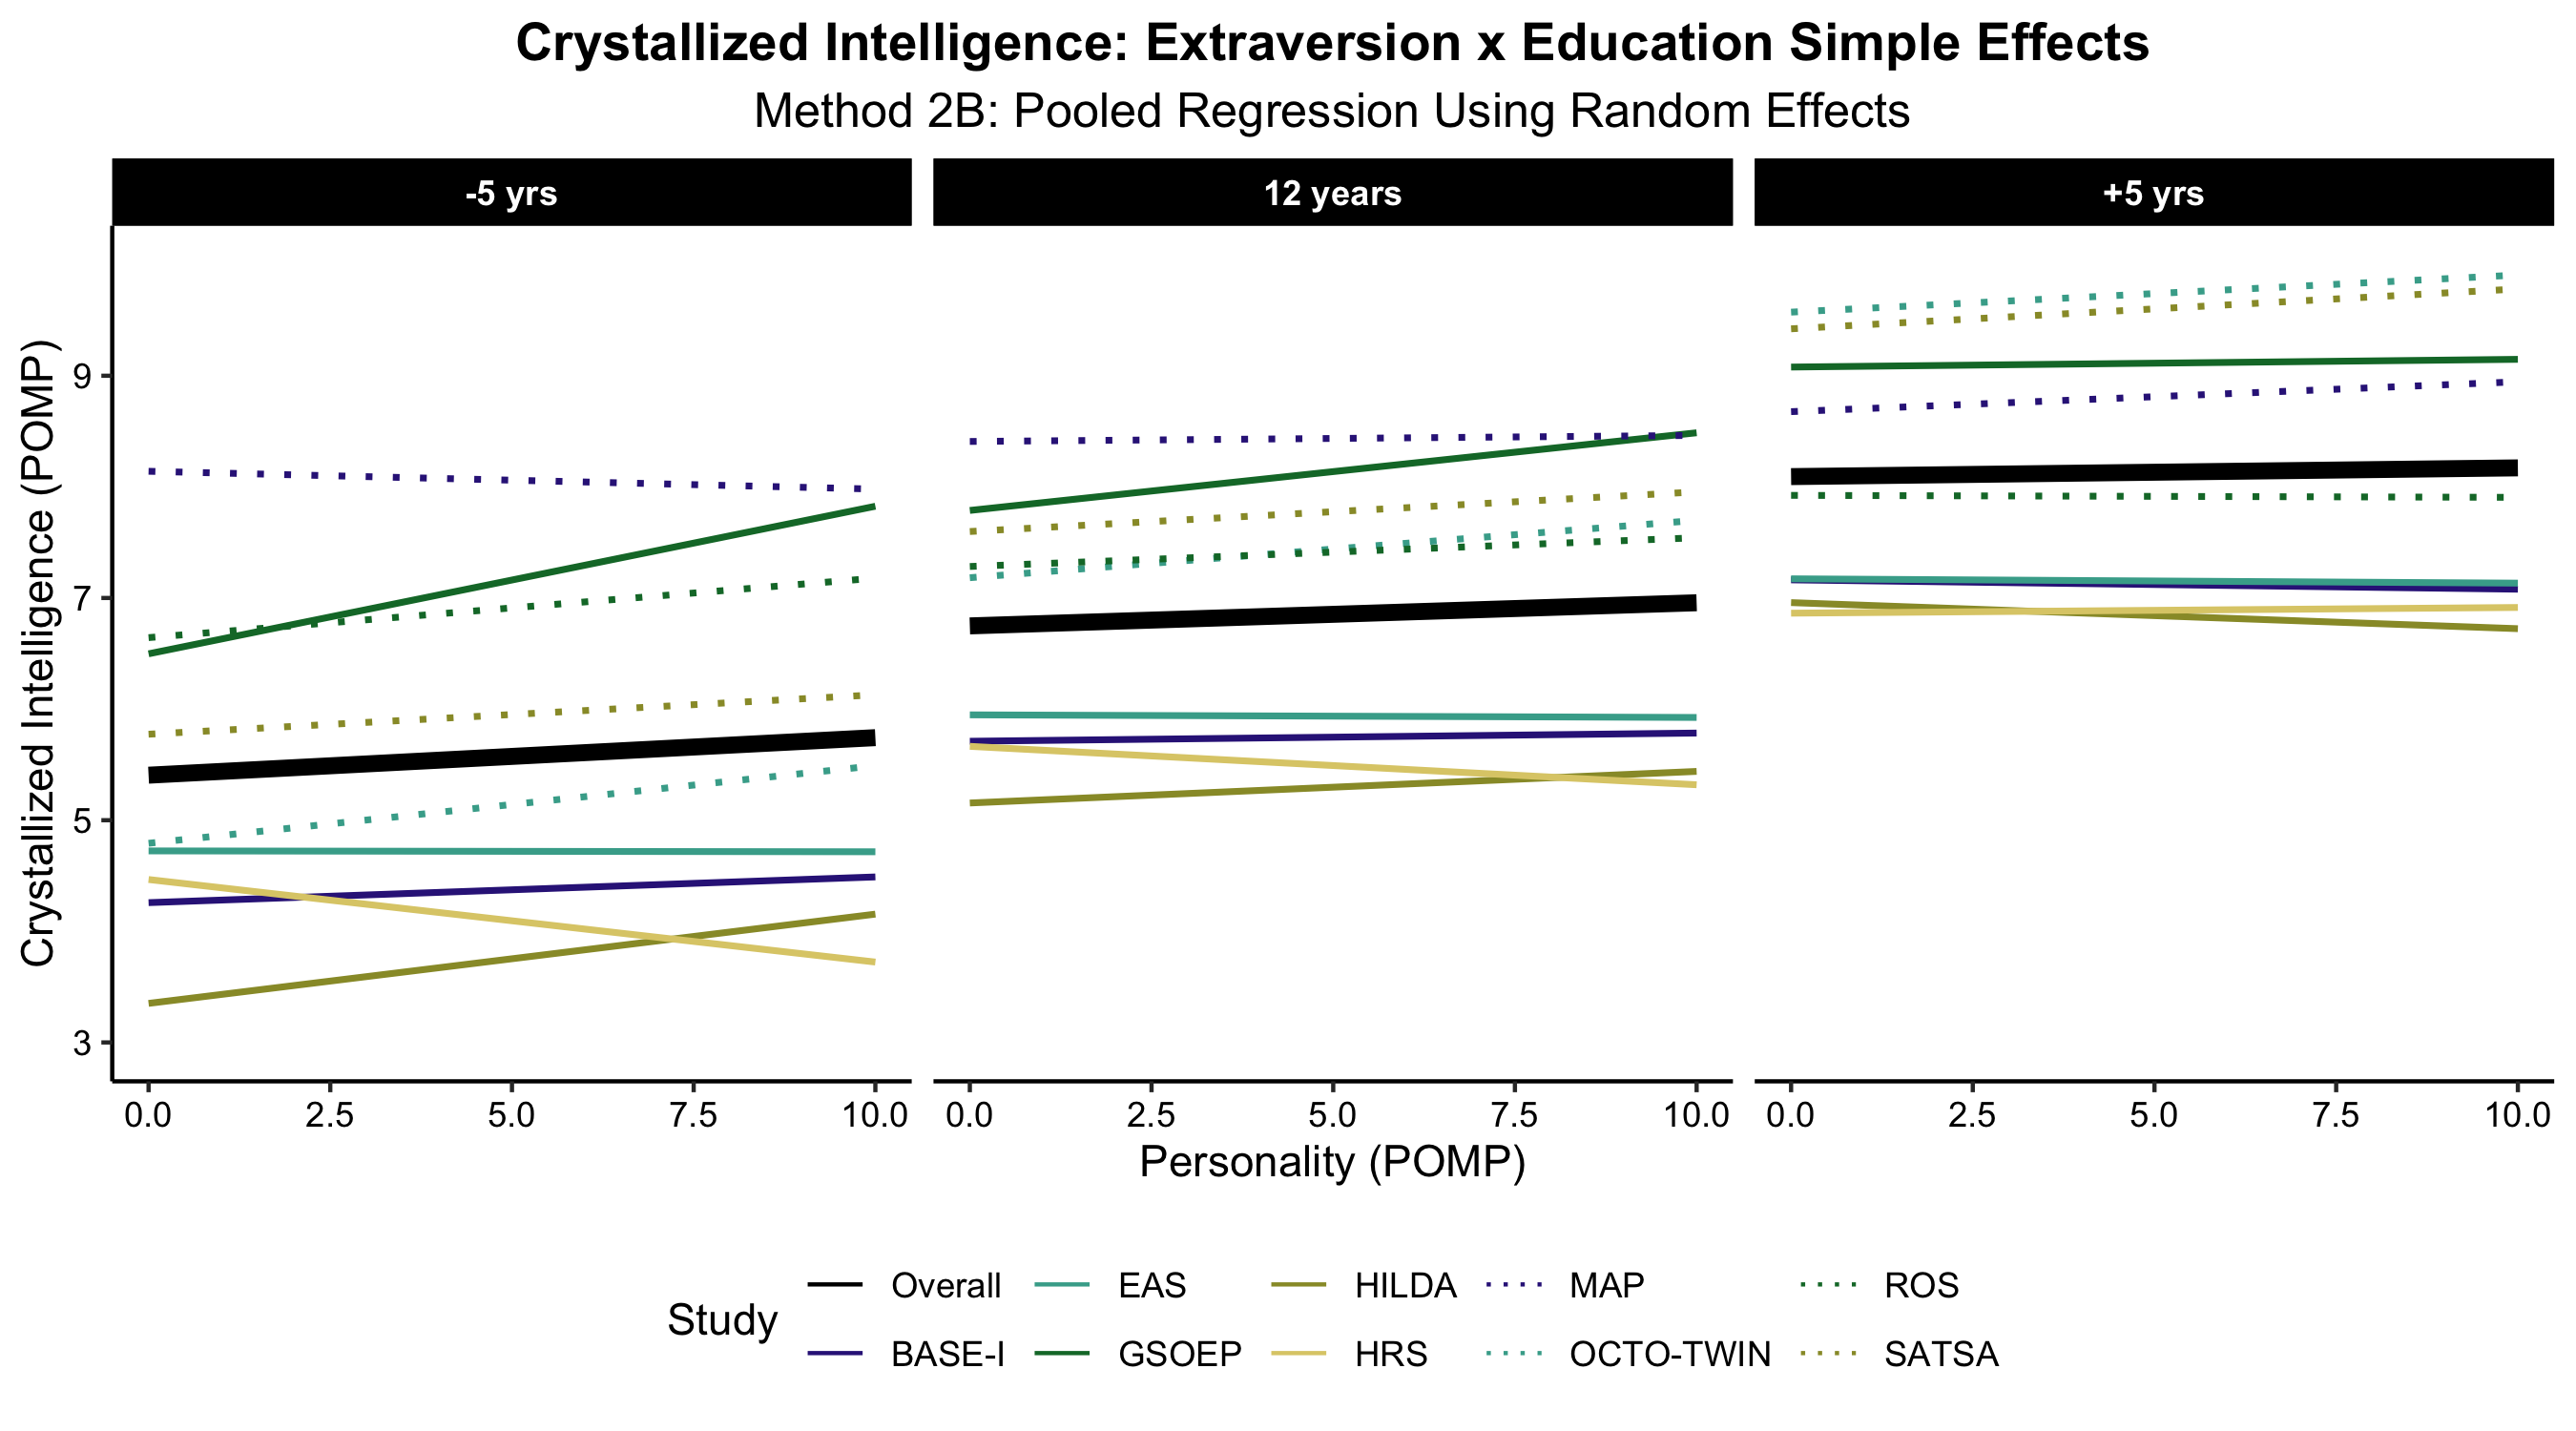 Crystallized Intelligence: Extraversion x Education Simple Effects
Method 2B: Pooled Regression Using Random Effects
-5 yrs 12 years +5 yrs
Crystallized Intelligence (POMP)
9
7
5
3
0.0 2.5 5.0 7.5 10.0 0.0 2.5 5.0 7.5 10.0 0.0 2.5 5.0 7.5 10.0
Personality (POMP)
Study
Overall EAS HILDA MAP ROS
BASE-I GSOEP HRS OCTO-TWIN SATSA